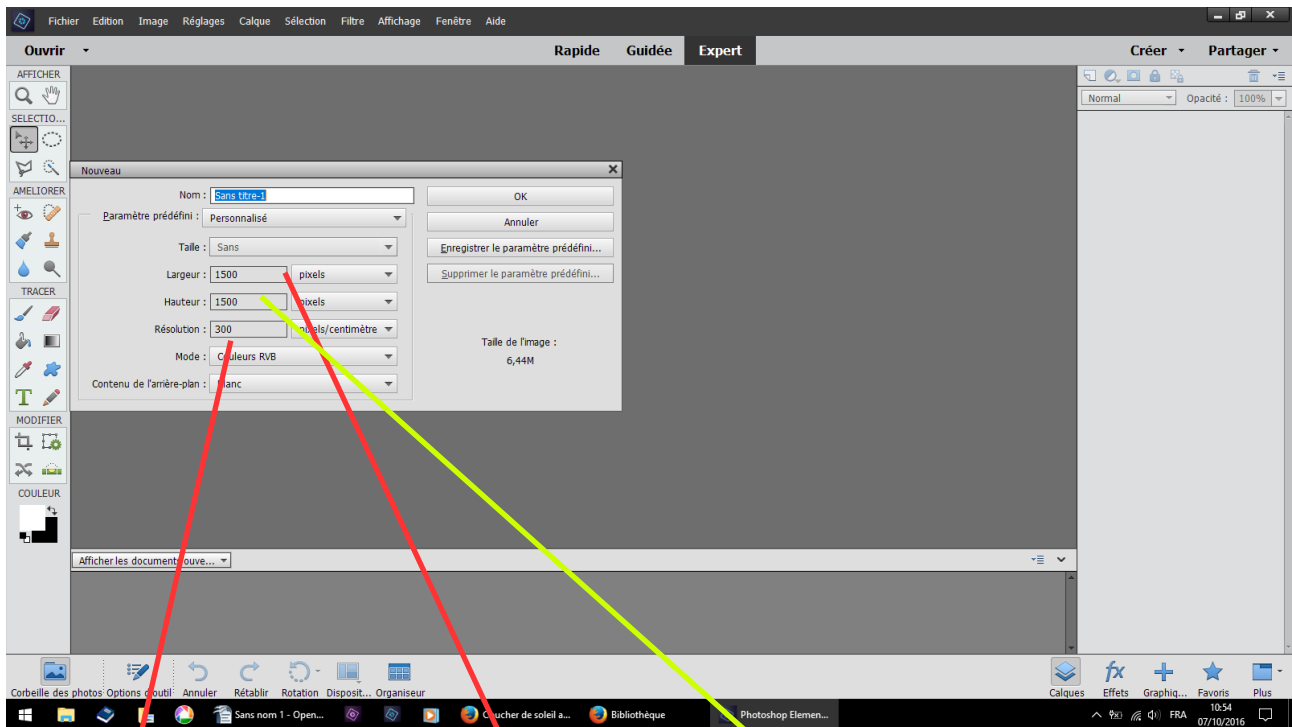 Fichier Edition Image Réglages Calque Sélection Filtre Affichage Fenêtre Aide
Ouvrir Rapide Guidée Expert Créer Partager
AFFICHER
Normal Opacité : 100%
SELECTIO...
Nouveau
AMELIORER
Nom : Sans titre-1 OK
Paramètre prédéfini : Personnalisé Annuler
Taille : Sans Enregistrer le paramètre prédéfini...
Largeur : 1500 pixels Supprimer le paramètre prédéfini...
TRACER
Hauteur : 1500 pixels
Résolution : 300 pixels/centimètre
Taille de l'image :
Mode : Couleurs RVB
6,44M
Contenu de l'arrière-plan : Blanc
T
MODIFIER
COULEUR
Afficher les documents ouve...
fx
Corbeille des photos Options d'outil Annuler Rétablir Rotation Disposit... Organiseur Calques Effets Graphiq... Favoris Plus
Sans nom 1 - Open... Coucher de soleil a... Bibliothèque Photoshop Elemen... FRA 10:54
07/10/2016